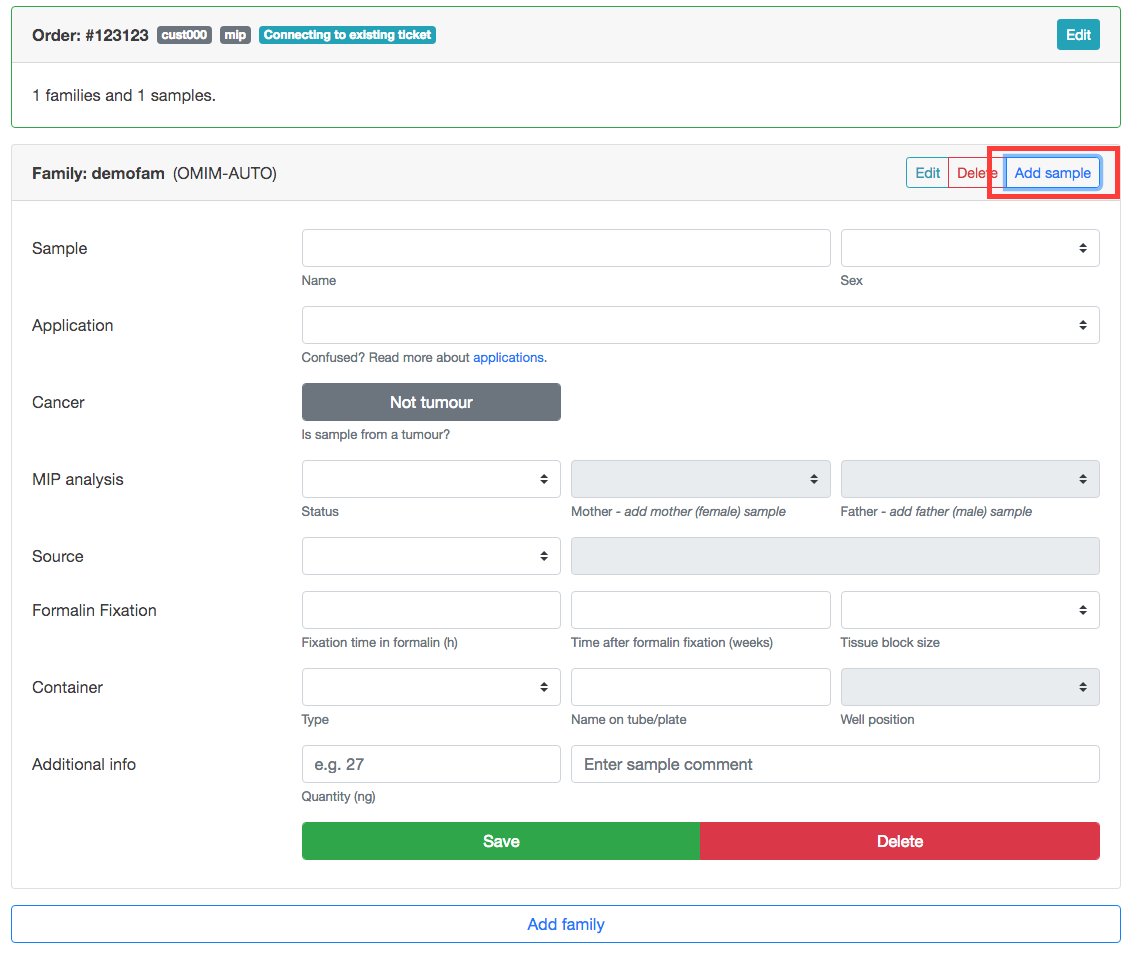 Order: #123123 cust000 mip Connecting to existing ticket Edit
1 families and 1 samples.
Family: demofam (OMIM-AUTO) Edit Delete Add sample
Sample
Name Sex
Application
Confused? Read more about applications.
Cancer Not tumour
Is sample from a tumour?
MIP analysis
Status Mother - add mother (female) sample Father - add father (male) sample
Source
Formalin Fixation
Fixation time in formalin (h) Time after formalin fixation (weeks) Tissue block size
Container
Type Name on tube/plate Well position
Additional info e.g. 27 Enter sample comment
Quantity (ng)
Save Delete
Add family